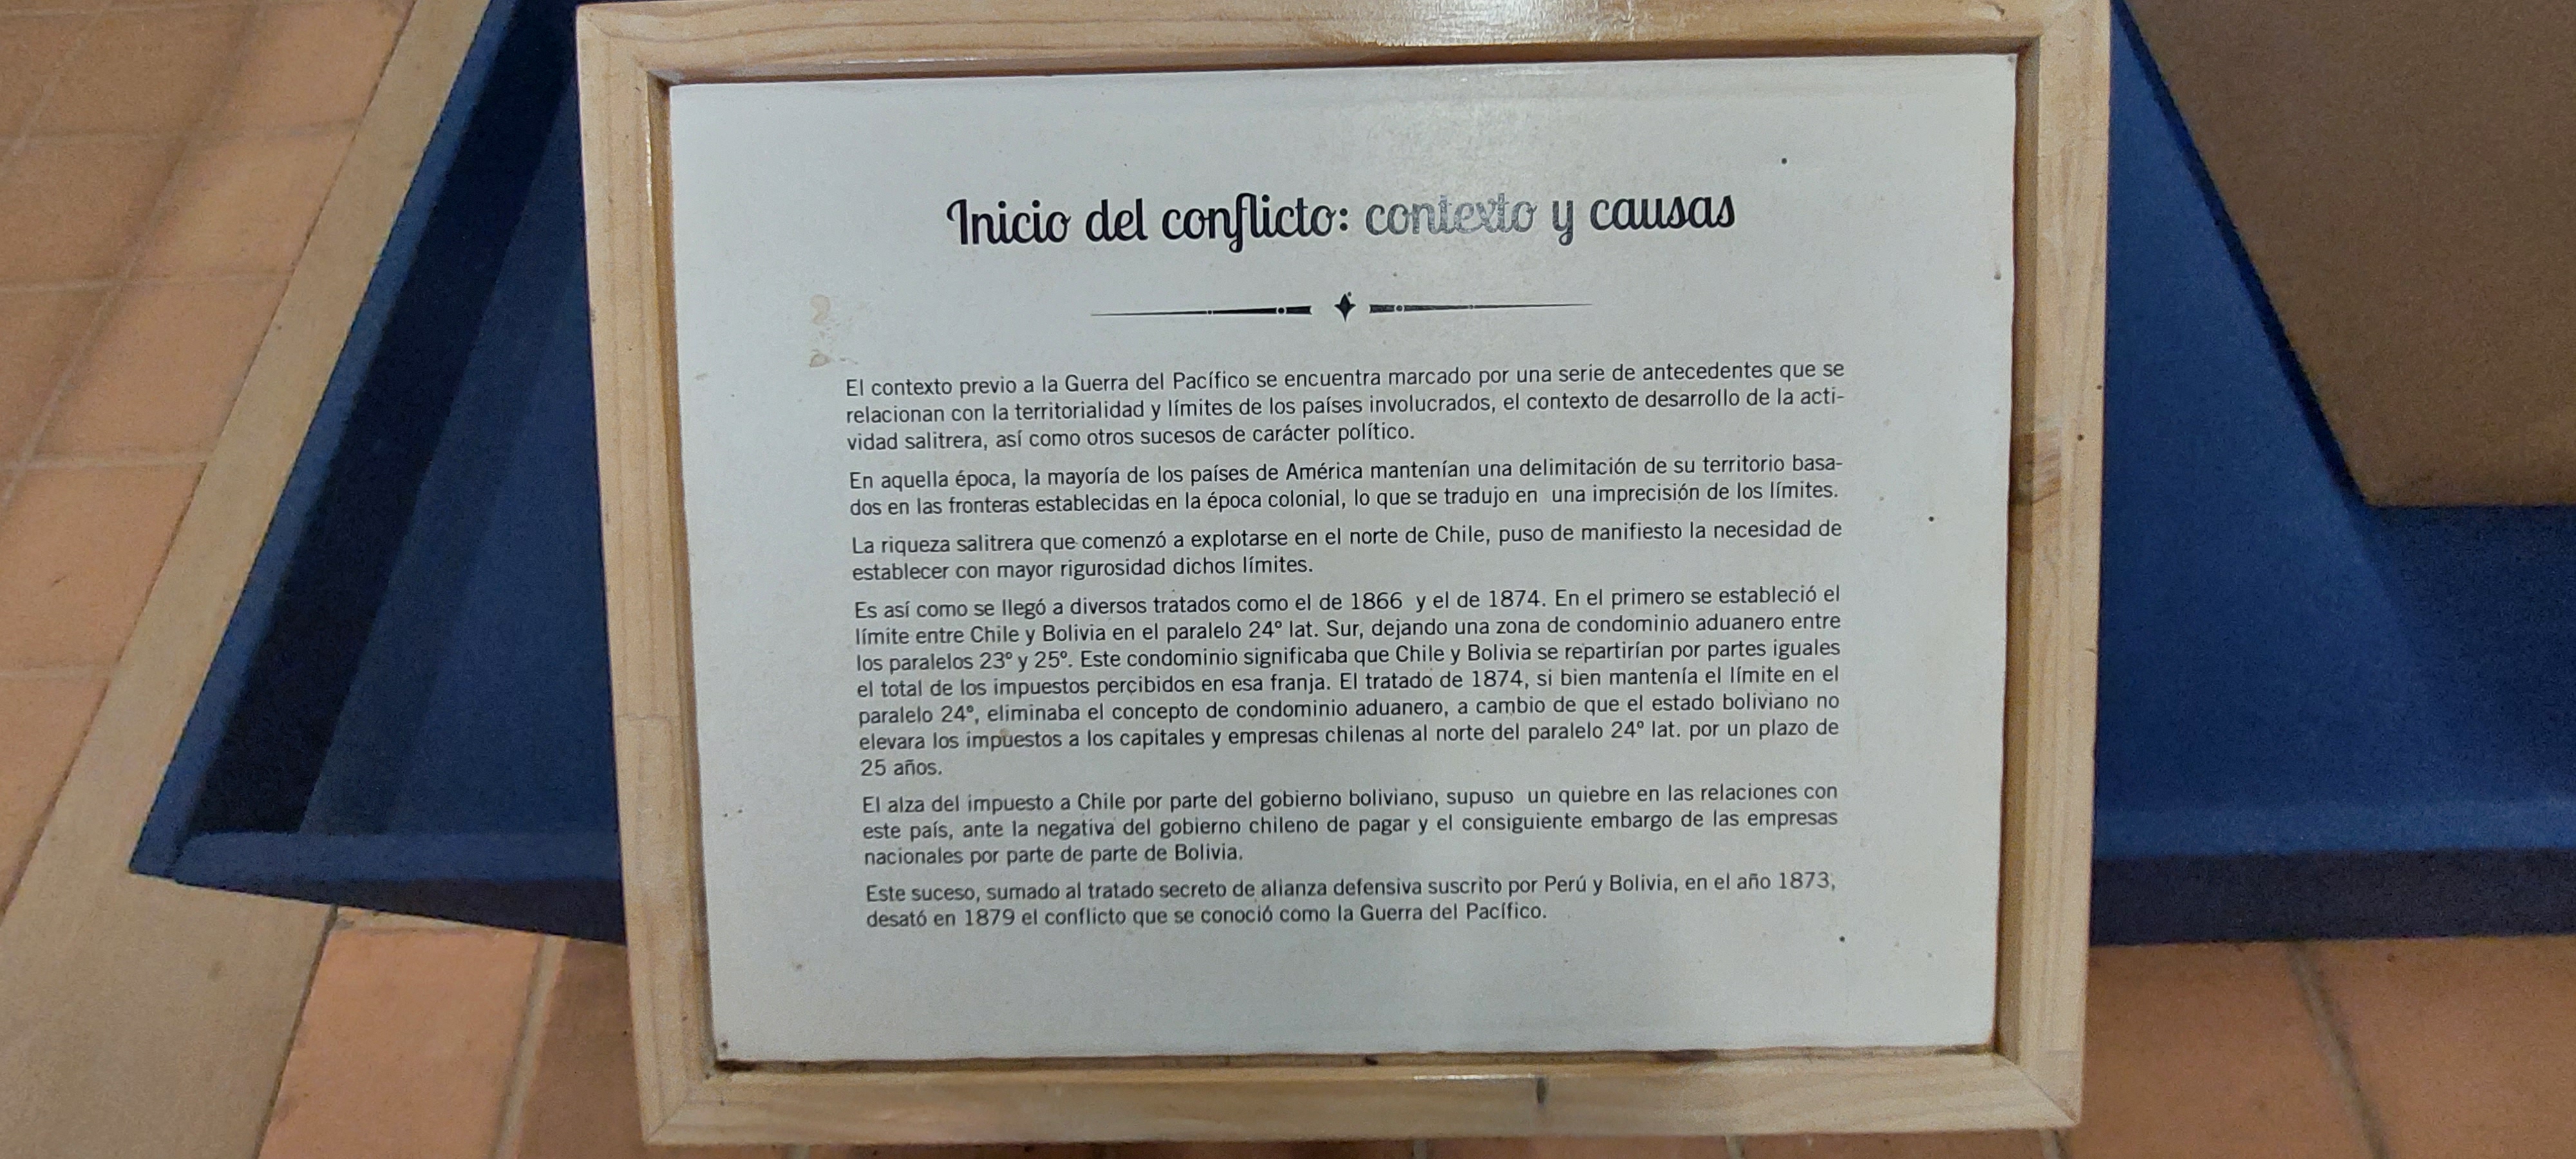 Inicio del conflicto: contexto y causas
El contexto previo a la Guerra del Pacífico se encuentra marcado por una serie de antecedentes que se
relacionan con la territorialidad y límites de los países involucrados, el contexto de desarrollo de la acti-
vidad salitrera, así como otros sucesos de carácter político.
En aquella época, la mayoría de los países de América mantenían una delimitación de su territorio basa-
dos en las fronteras establecidas en la época colonial, lo que se tradujo en una imprecisión de los límites.
La riqueza salitrera que comenzó a explotarse en el norte de Chile, puso de manifiesto la necesidad de
establecer con mayor rigurosidad dichos límites.
Es así como se llegó a diversos tratados como el de 1866 y el de 1874. En el primero se estableció el
límite entre Chile y Bolivia en el paralelo 24° lat. Sur, dejando una zona de condominio aduanero entre
los paralelos 23° y 25°. Este condominio significaba que Chile y Bolivia se repartirían por partes iguales
el total de los impuestos percibidos en esa franja. El tratado de 1874, si bien mantenía el límite en el
paralelo 24°, eliminaba el concepto de condominio aduanero, a cambio de que el estado boliviano no
elevara los impuestos a los capitales y empresas chilenas al norte del paralelo 24° lat. por un plazo de
25 años.
El alza del impuesto a Chile por parte del gobierno boliviano, supuso un quiebre en las relaciones con
este país, ante la negativa del gobierno chileno de pagar y el consiguiente embargo de las empresas
nacionales por parte de parte de Bolivia.
Este suceso, sumado al tratado secreto de alianza defensiva suscrito por Perú y Bolivia, en el año 1873,
desató en 1879 el conflicto que se conoció como la Guerra del Pacífico.